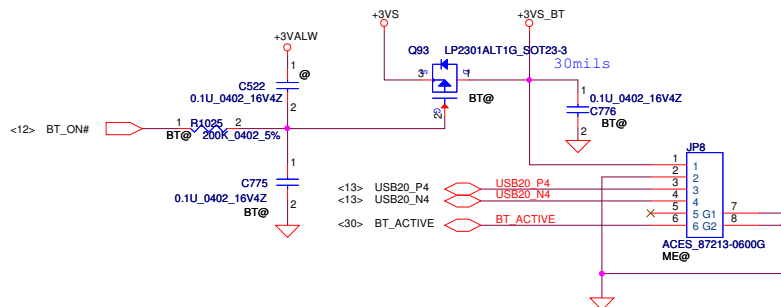 +3VS
+3VS_BT
+3VALW
Q93 LP2301ALT1G_SOT23-3
30mils
1
@
C522
0.1U_0402_16V4Z
2
3
S
D
1
G
2
BT@
1
0.1U_0402_16V4Z
C776
BT@
2
<12> BT_ON#
1
R1025
2
BT@
200K_0402_5%
1
C775
0.1U_0402_16V4Z
2
BT@
JP8
1 1
2 2
<13> USB20_P4 USB20_P4 3 3
<13> USB20_N4 USB20_N4 4 4
5 5 G1 7
<30> BT_ACTIVE BT_ACTIVE 6 6 G2 8
ACES_87213-0600G
ME@